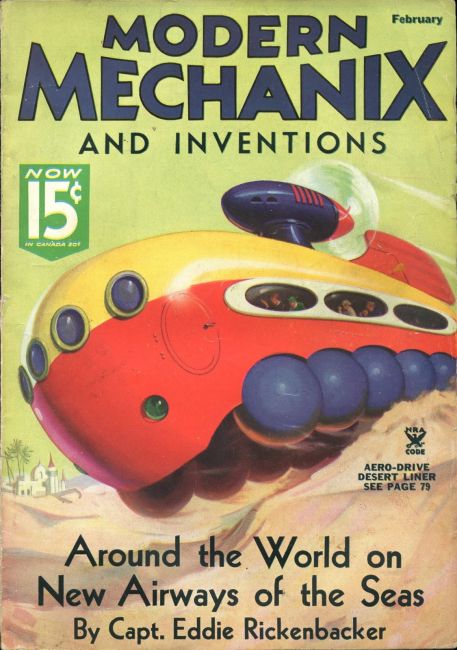 February
MODERN
MECHANIX
AND INVENTIONS
NOW
15¢
IN CANADA 20¢
NRA
CODE
AERO-DRIVE
DESERT LINER
SEE PAGE 79
Around the World on
New Airways of the Seas
By Capt. Eddie Rickenbacker